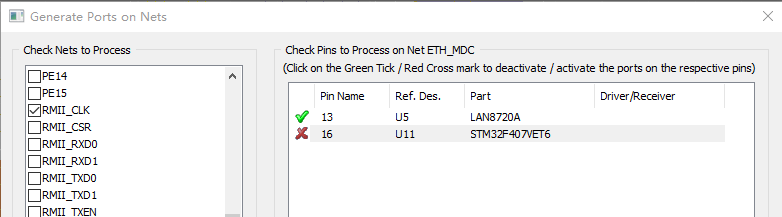 Generate Ports on Nets
Check Nets to Process
PE14
PE15
RMII_CLK
RMII_CSR
RMII_RXD0
RMII_RXD1
RMII_TXD0
RMII_TXD1
RMII_TXEN
Check Pins to Process on Net ETH_MDC
(Click on the Green Tick / Red Cross mark to deactivate / activate the ports on the respective pins)
Pin Name Ref. Des. Part Driver/Receiver
13 U5 LAN8720A
16 U11 STM32F407VET6